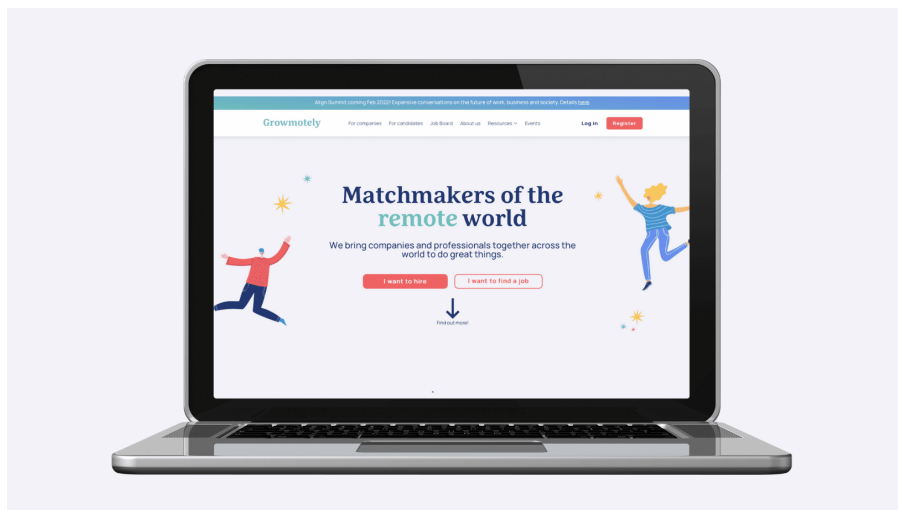 Align Summit coming Feb 2022! Expansive conversations on the future of work, business and society. Details here
Growmotely
For companies For candidates Job Board About us Resources Events Log in Register
Matchmakers of the
remote world
We bring companies and professionals together across the
world to do great things.
I want to hire I want to find a job
Find out more!